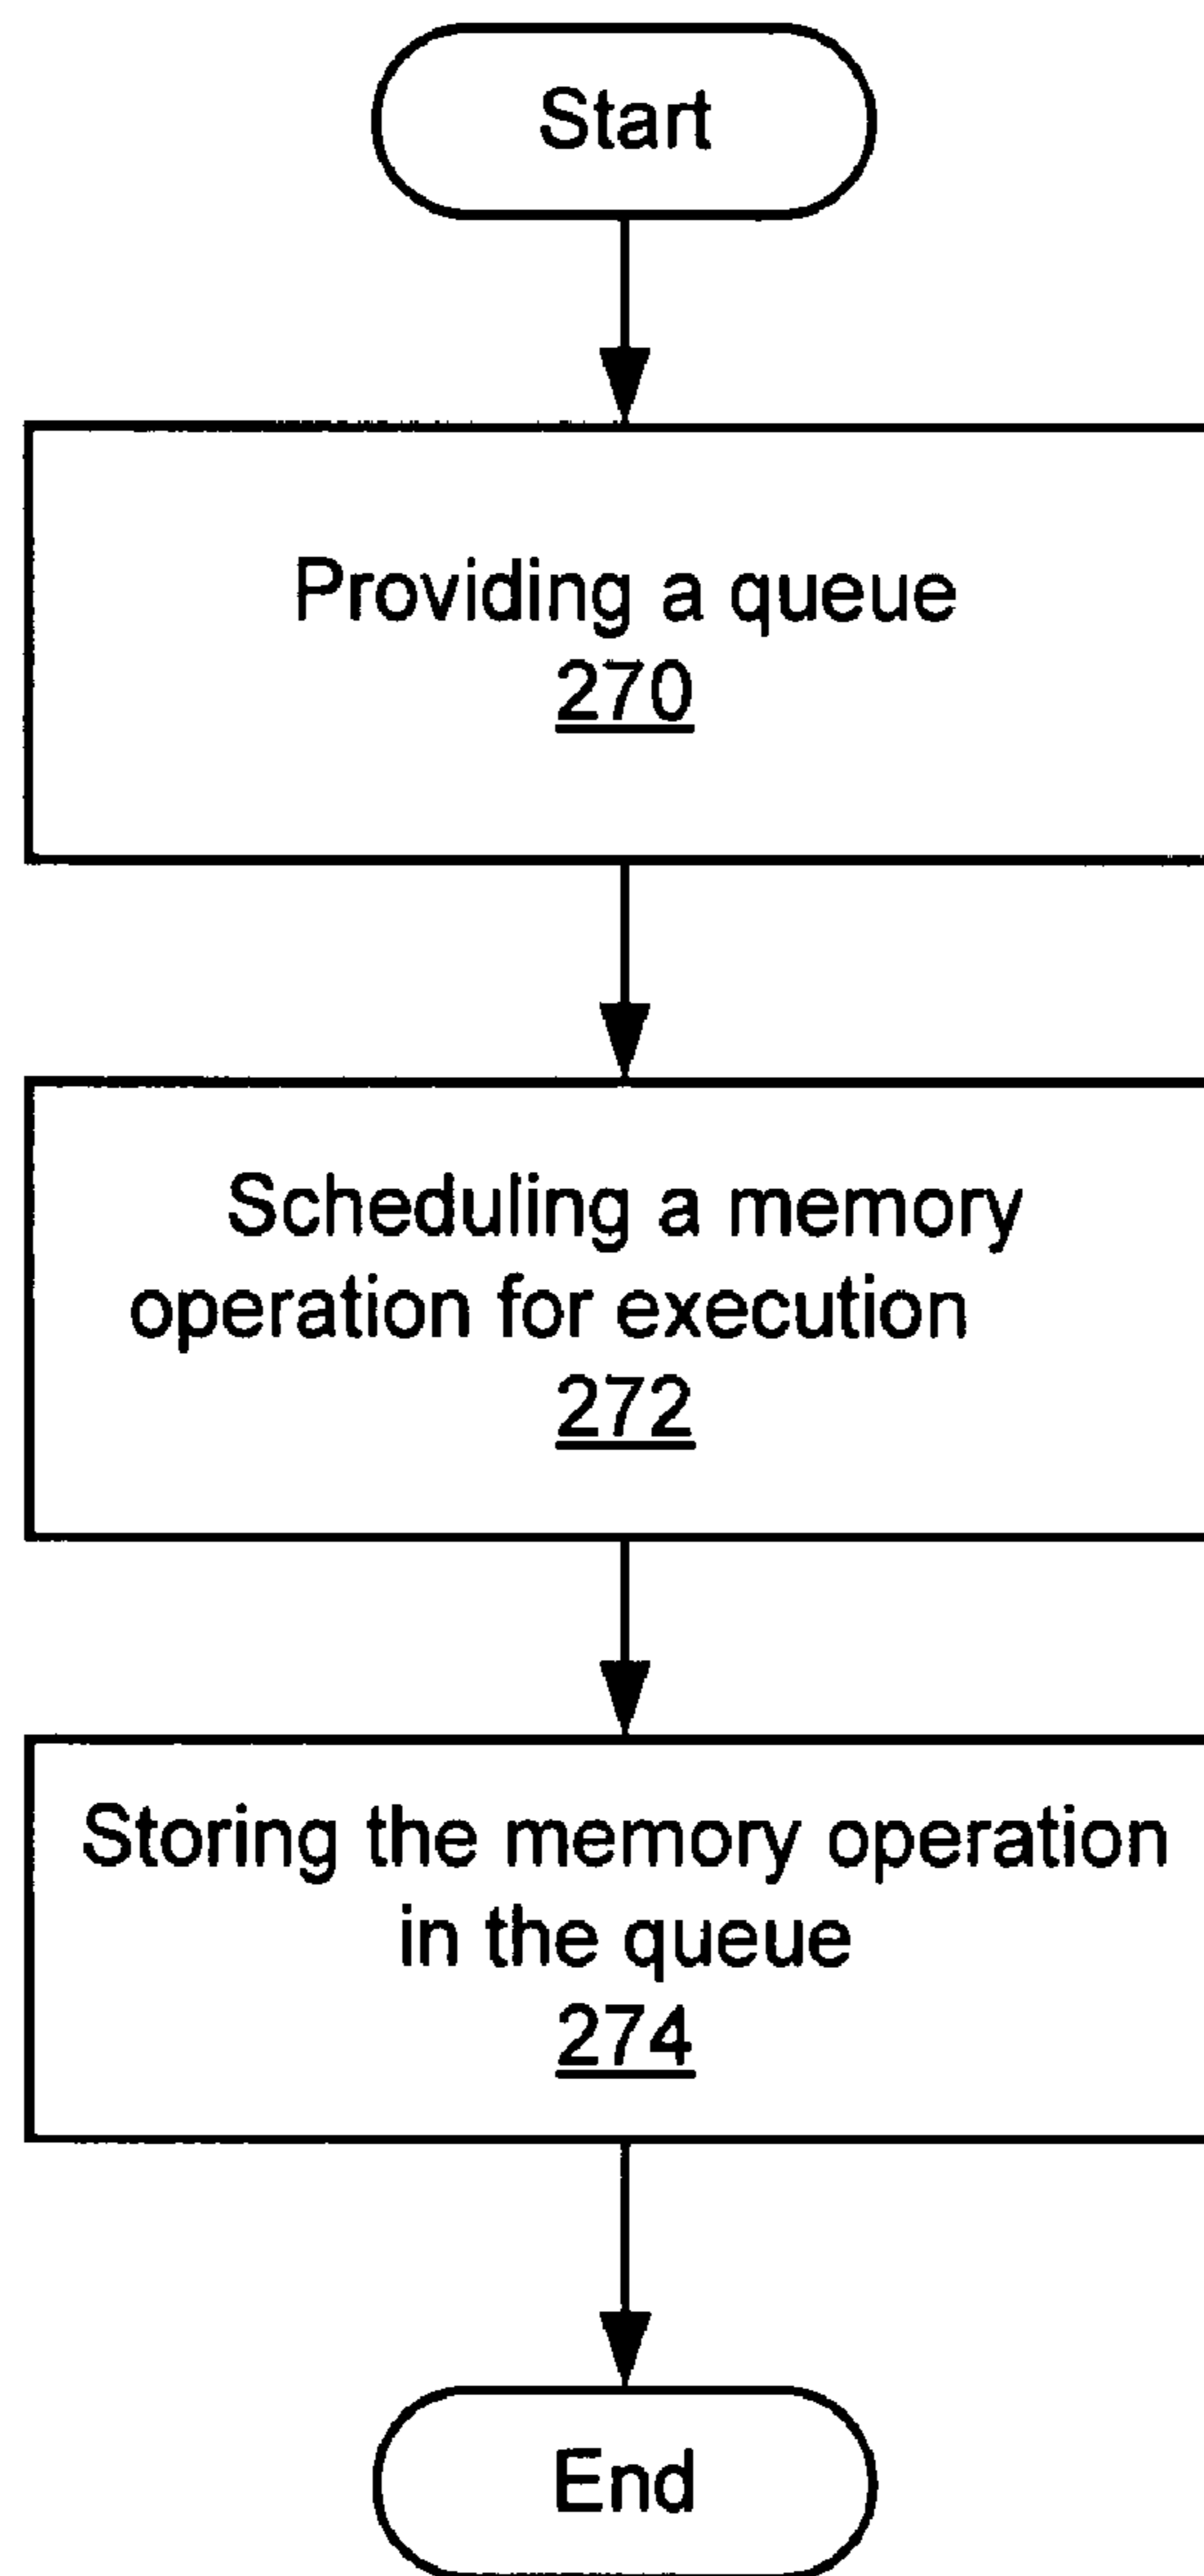 Start
Providing a queue
270
Scheduling a memory
operation for execution
272
Storing the memory operation
in the queue
274
End